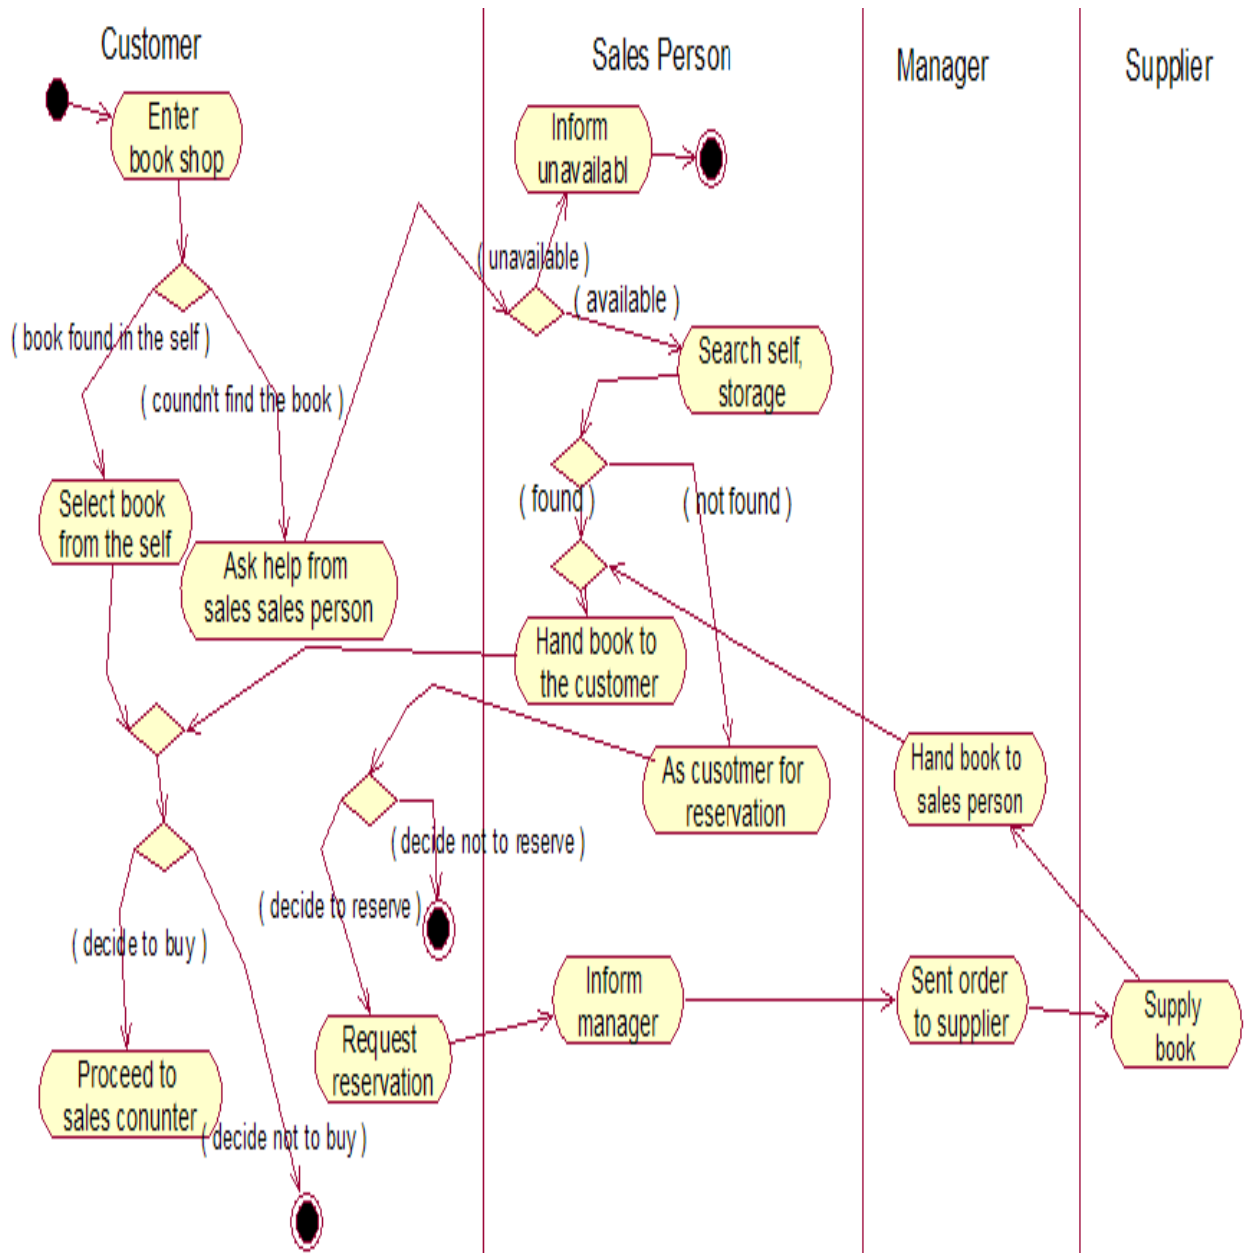 Customer
Sales Person
Manager
Supplier
Enter
book shop
Inform
unavailabl
( unavailable )
( available )
( book found in the self )
Search self,
storage
( coundn't find the book )
Select book
from the self
( found )
( not found )
Ask help from
sales sales person
Hand book to
the customer
As cusotmer for
reservation
Hand book to
sales person
( decide not to reserve )
( decide to reserve )
( decide to buy )
Inform
manager
Sent order
to supplier
Supply
book
Request
reservation
Proceed to
sales conunter
( decide not to buy )